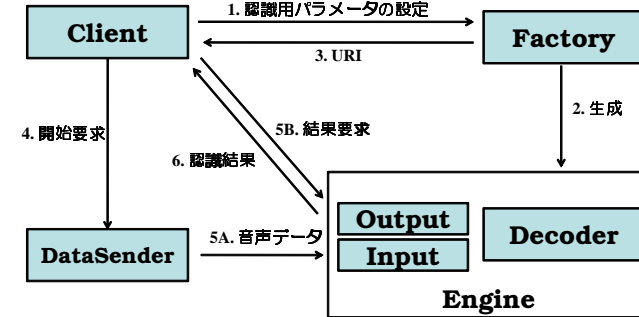 1. 認識用パラメータの設定
Client
Factory
3. URI
2. 生成
4. 開始要求
5B. 結果要求
6. 認識結果
Output
Decoder
5A. 音声データ
Input
DataSender
Engine